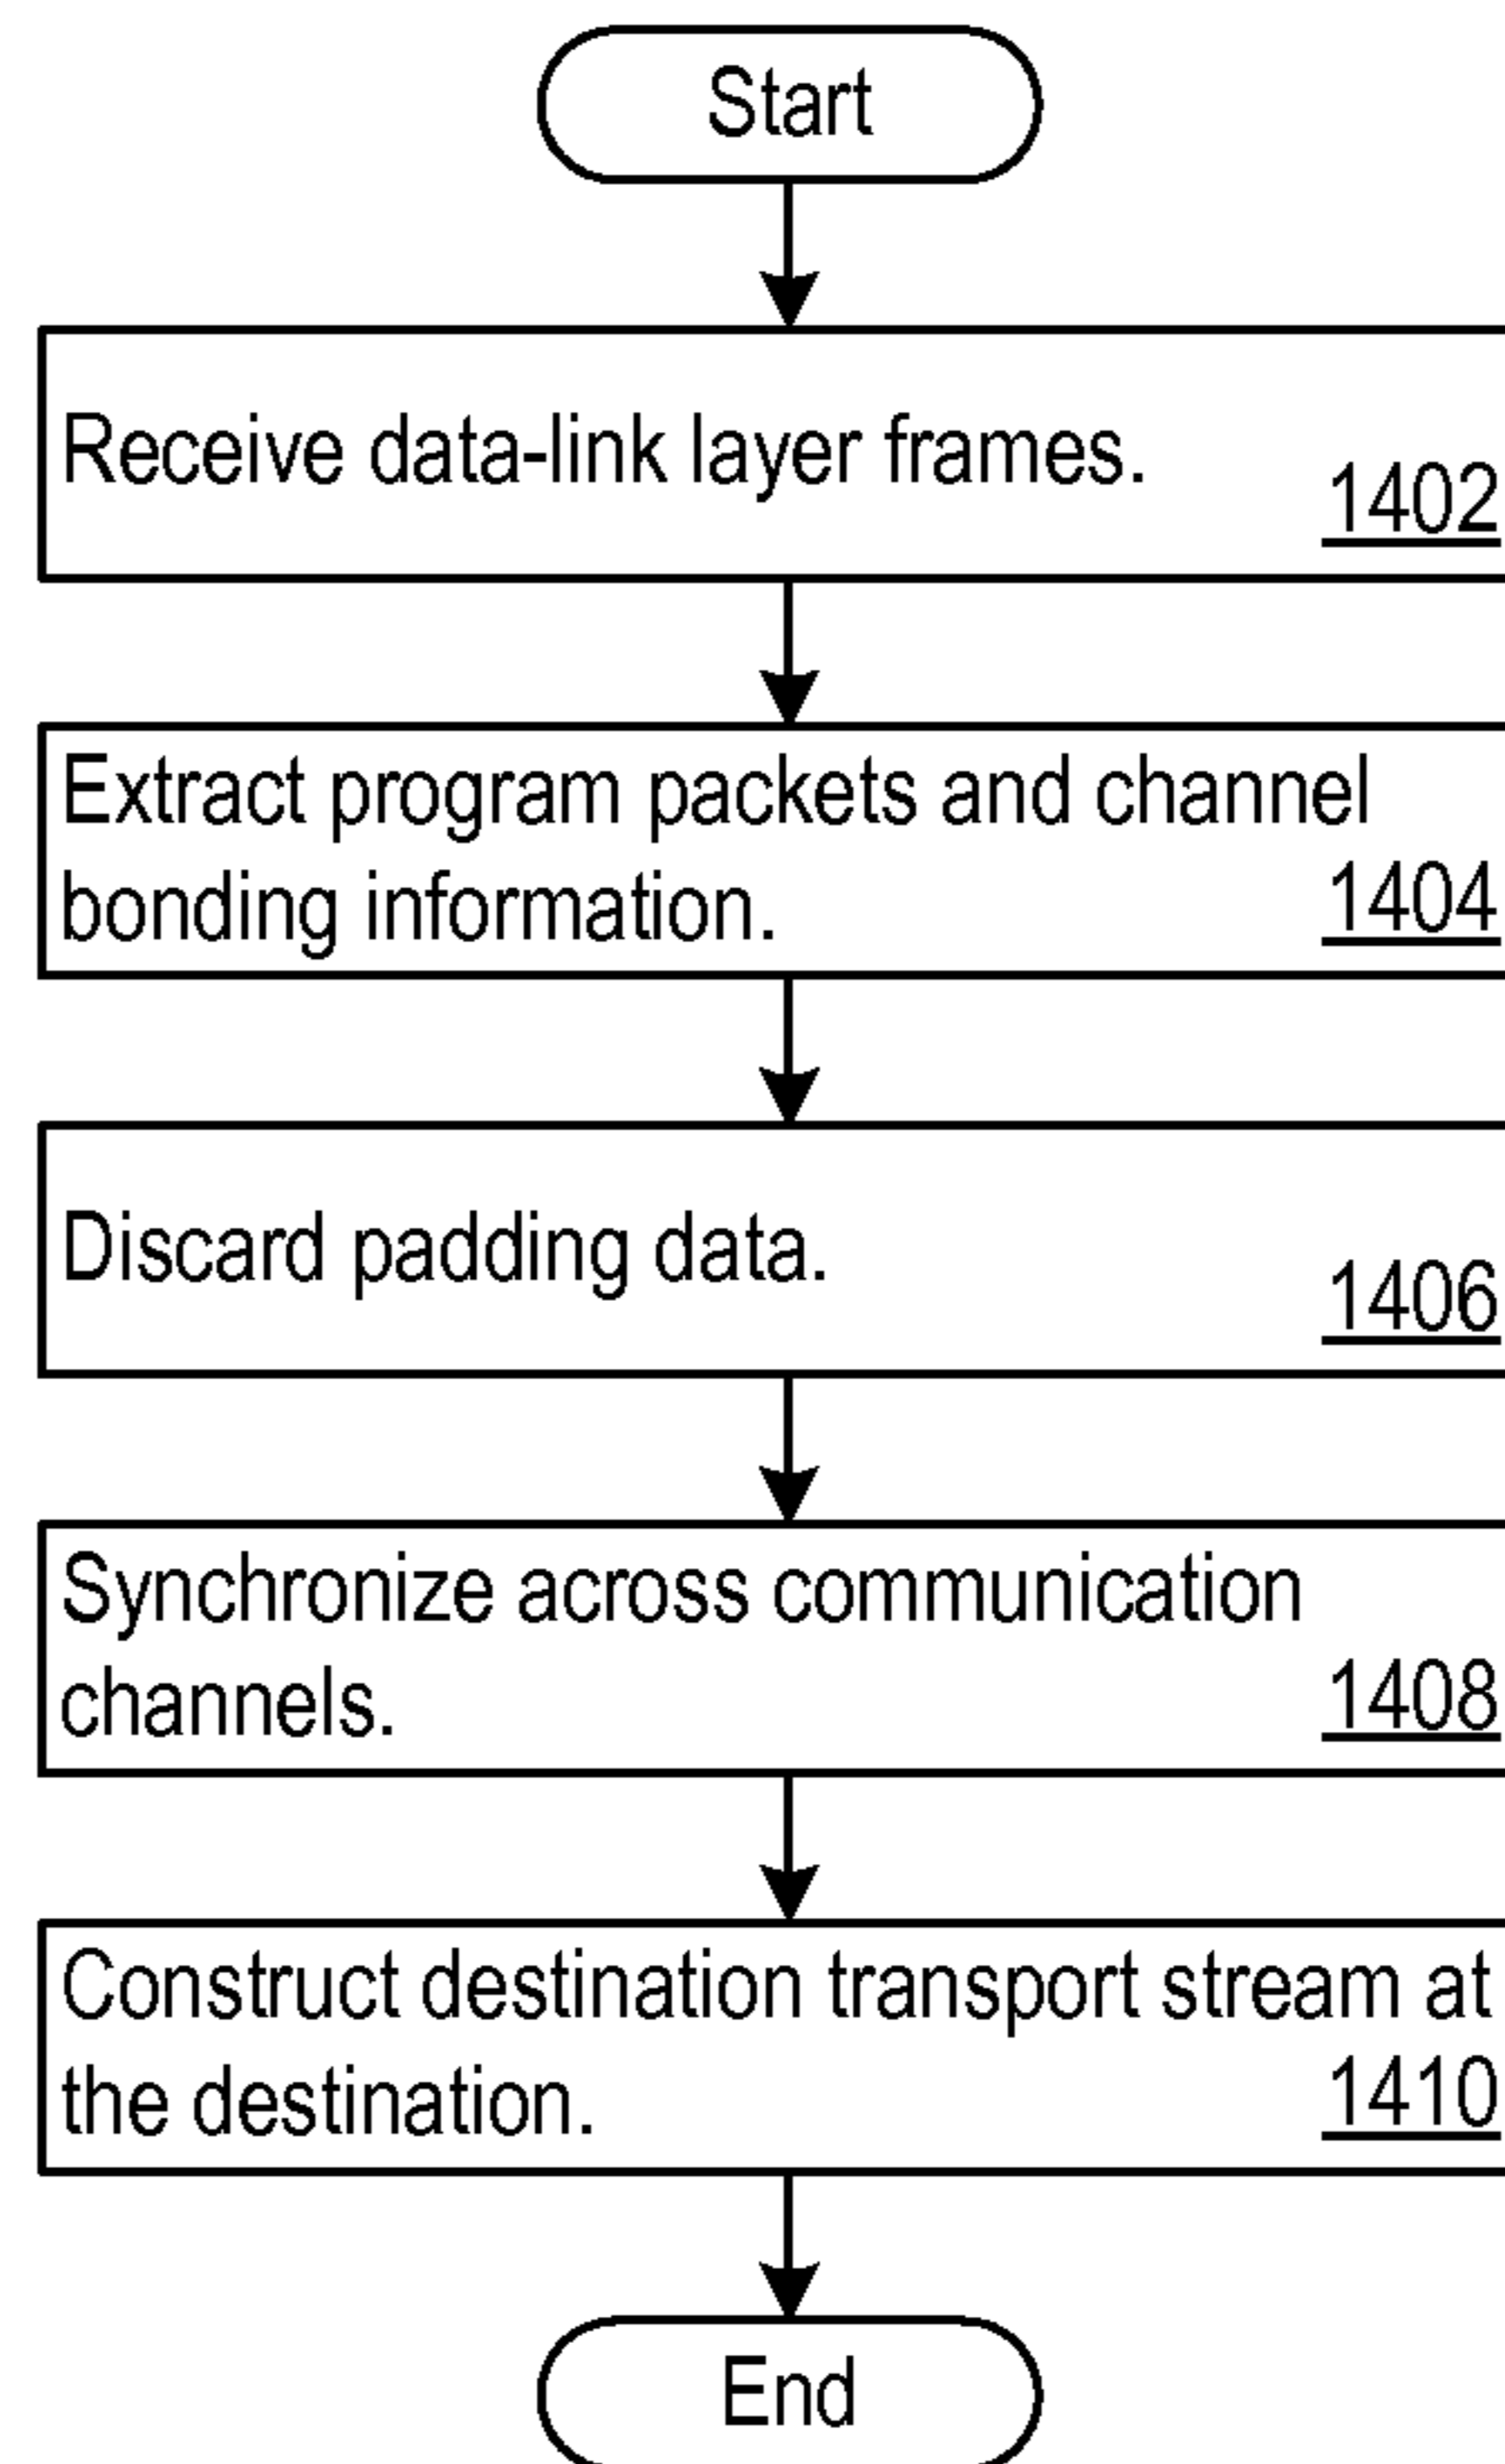 Start
Receive data-link layer frames.
1402
Extract program packets and channel
bonding information.
1404
Discard padding data.
1406
Synchronize across communication
channels.
1408
Construct destination transport stream at
the destination.
1410
End